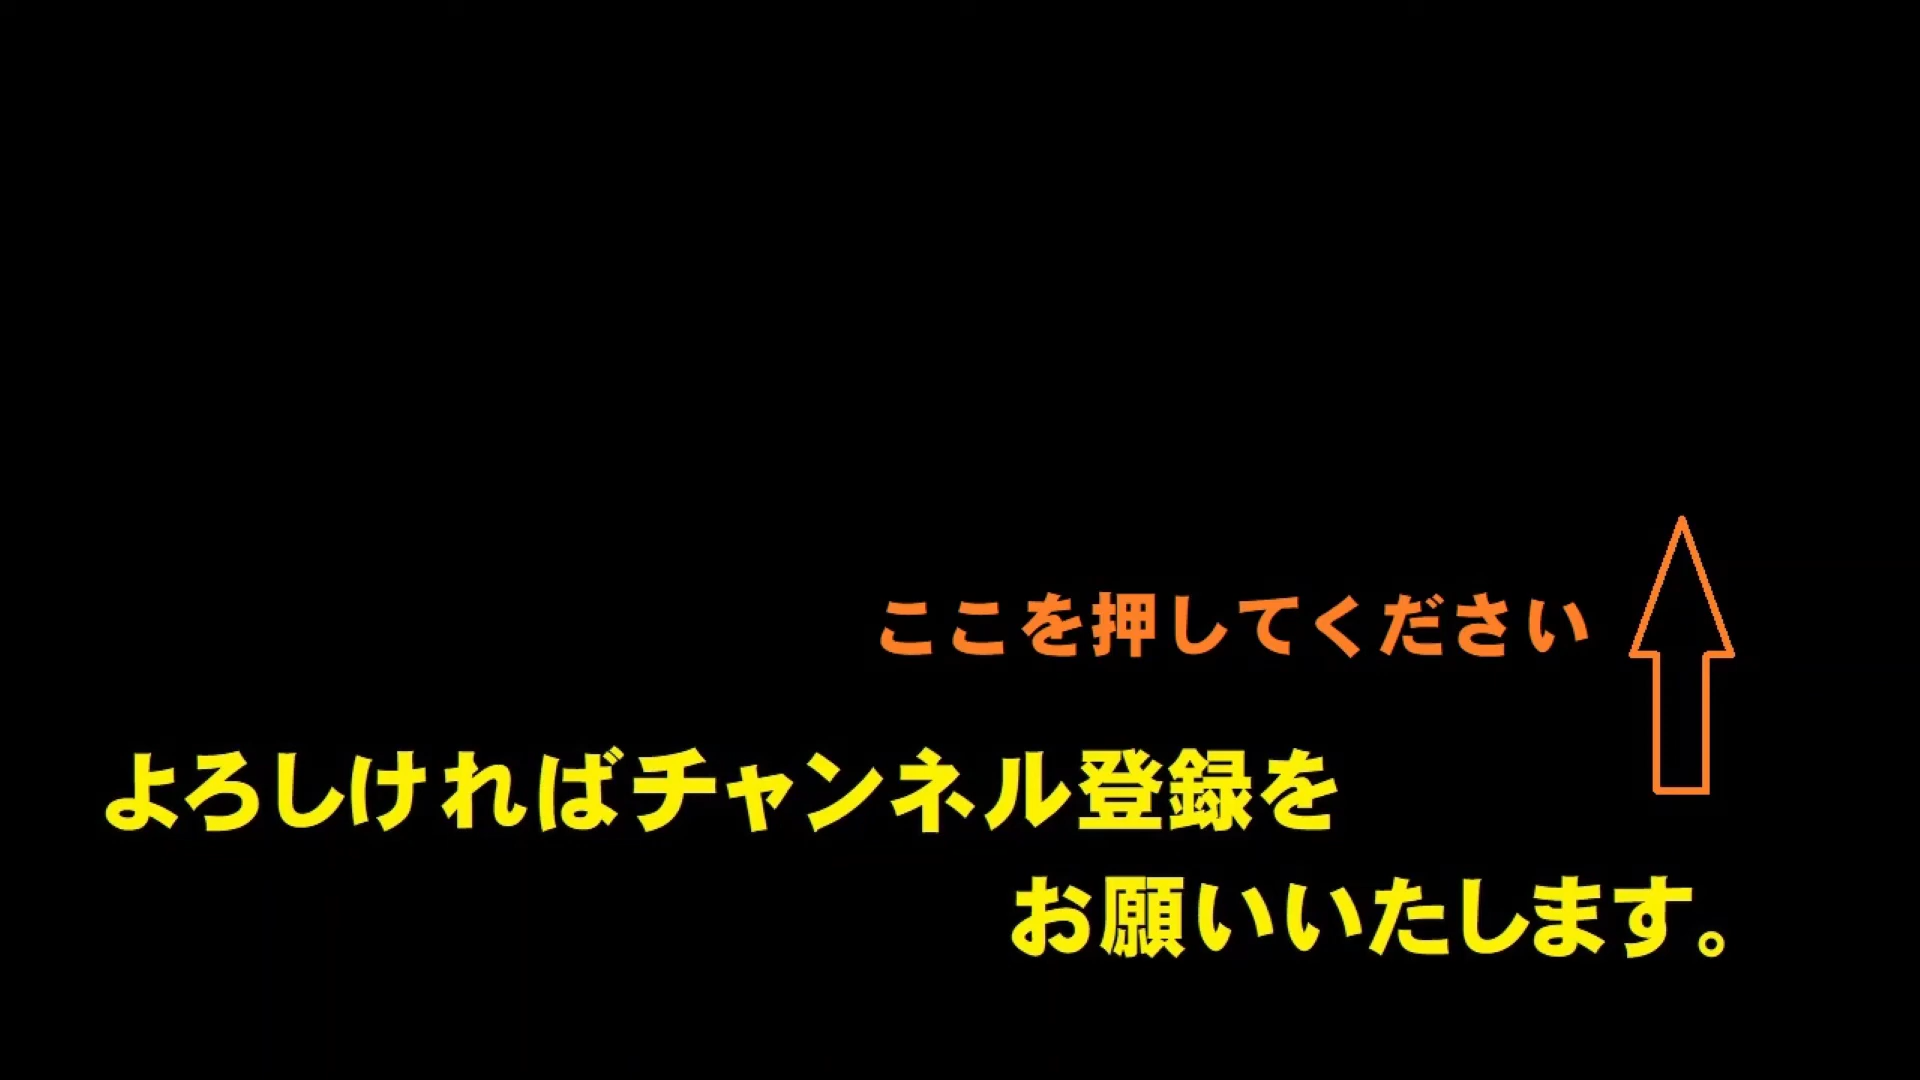 ここを押してください
よろしければチャンネル登録を
お願いいたします。